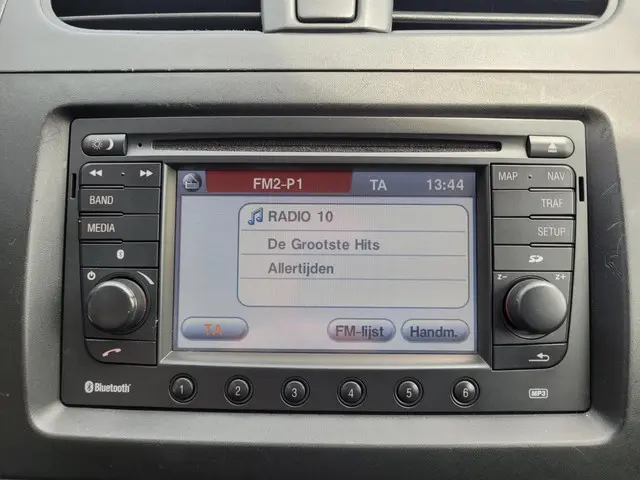 MAP NAV
FM2-P1 TA 13:44
BAND
TRAF
RADIO 10
MEDIA
SETUP
De Grootste Hits
Allertijden
z- z+
TA FM-lijst Handm.
Bluetooth 1 2 3 4 5 6 MP3